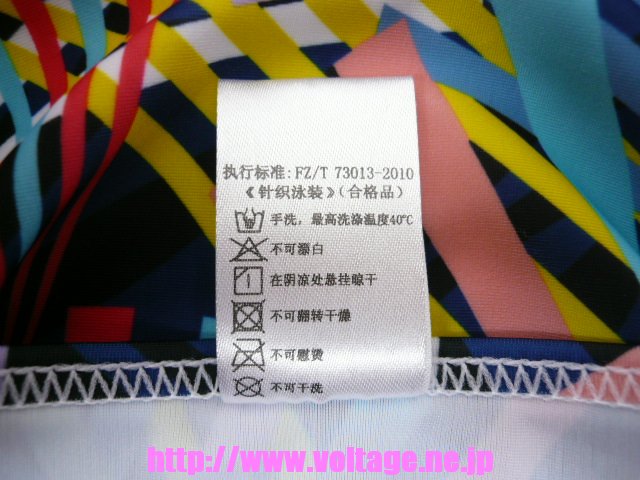 执行标准:FZ/T 73013-2010
《针织泳装》(合格品)
手洗,最高洗涤温度40℃
不可漂白
在阴凉处悬挂晾干
不可翻转干燥
不可熨烫
不可干洗
http://www.voltage.ne.jp